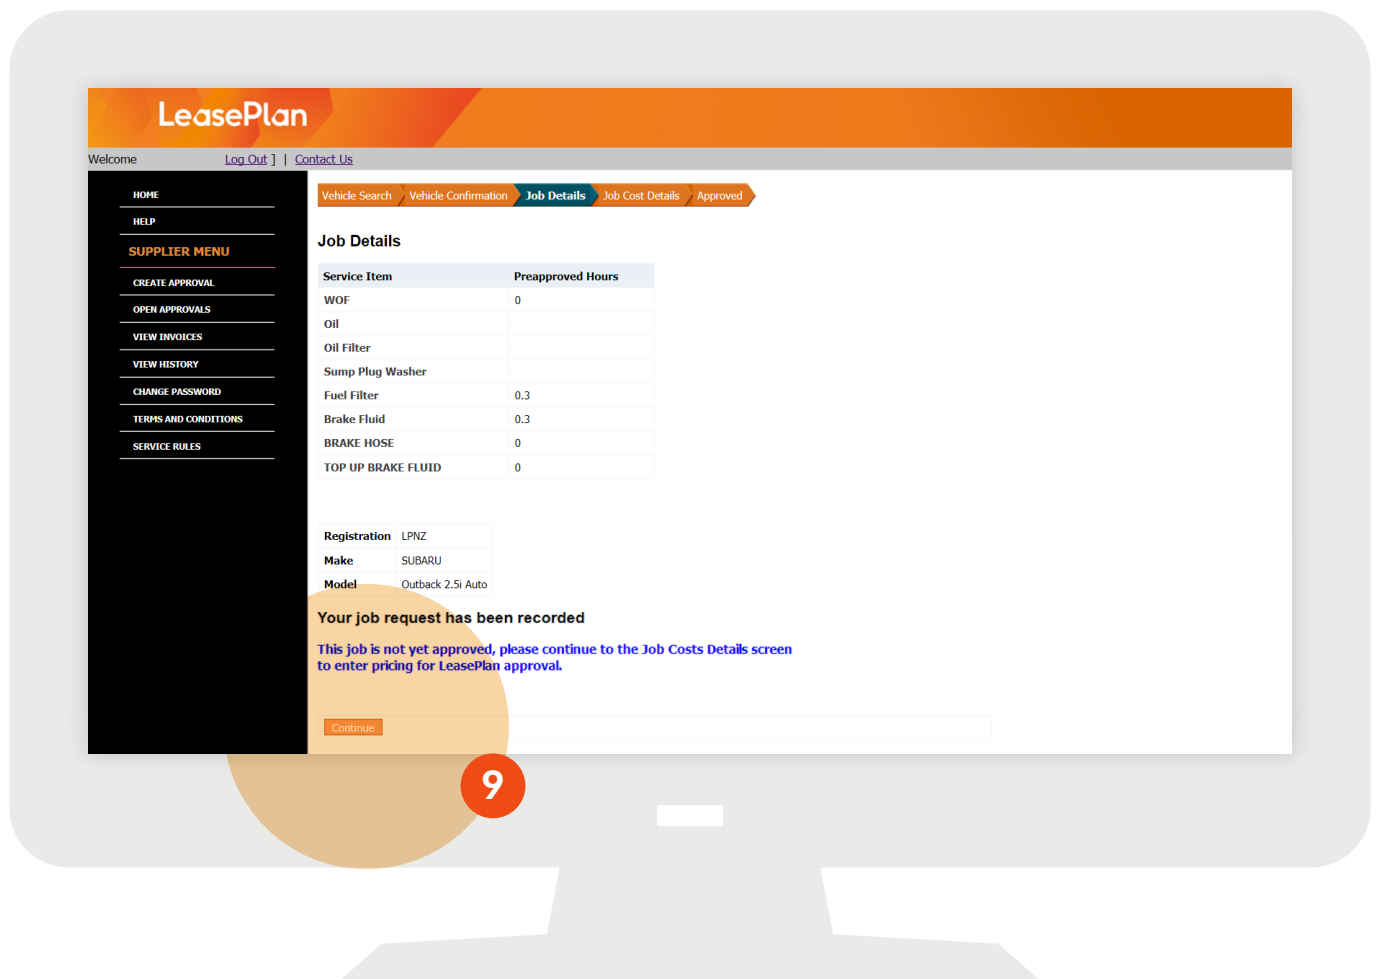 LeasePlan
Welcome Log Out ] | Contact Us
HOME
HELP
SUPPLIER MENU
CREATE APPROVAL
OPEN APPROVALS
VIEW INVOICES
VIEW HISTORY
CHANGE PASSWORD
TERMS AND CONDITIONS
SERVICE RULES
Vehicle Search Vehicle Confirmation Job Details Job Cost Details Approved
Job Details
Service Item Preapproved Hours
WOF 0
Oil
Oil Filter
Sump Plug Washer
Fuel Filter 0.3
Brake Fluid 0.3
BRAKE HOSE 0
TOP UP BRAKE FLUID 0
Registration LPNZ
Make SUBARU
Model Outback 2.5i Auto
Your job request has been recorded
This job is not yet approved, please continue to the Job Costs Details screen
to enter pricing for LeasePlan approval.
Continue
9